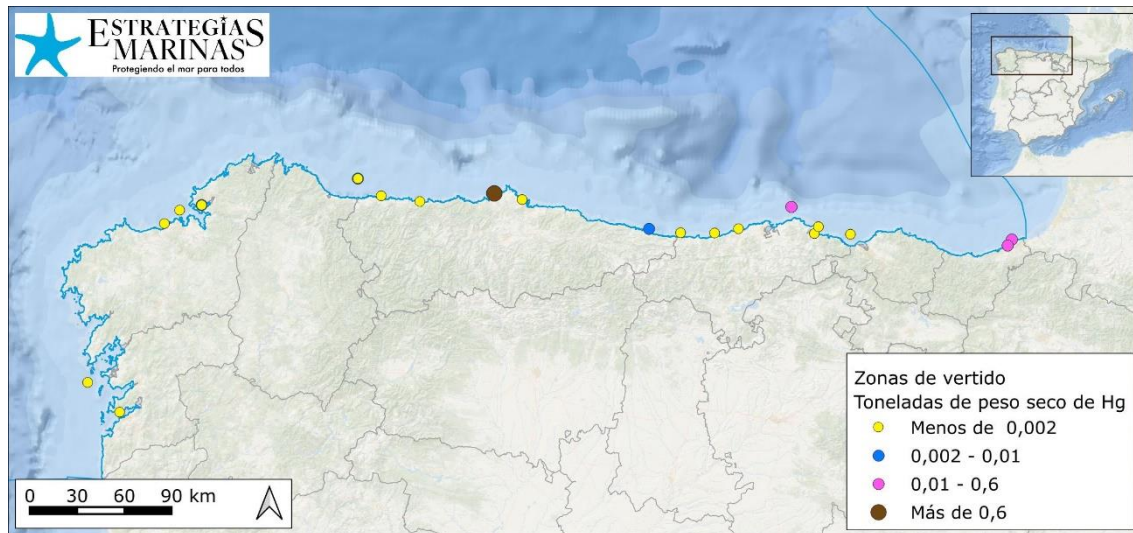 ESTRATEGIAS
MARINAS
Protegiendo el mar para todos
Zonas de vertido
Toneladas de peso seco de Hg
Menos de 0,002
0,002 - 0,01
0,01 - 0,6
Más de 0,6
0 30 60 90 km